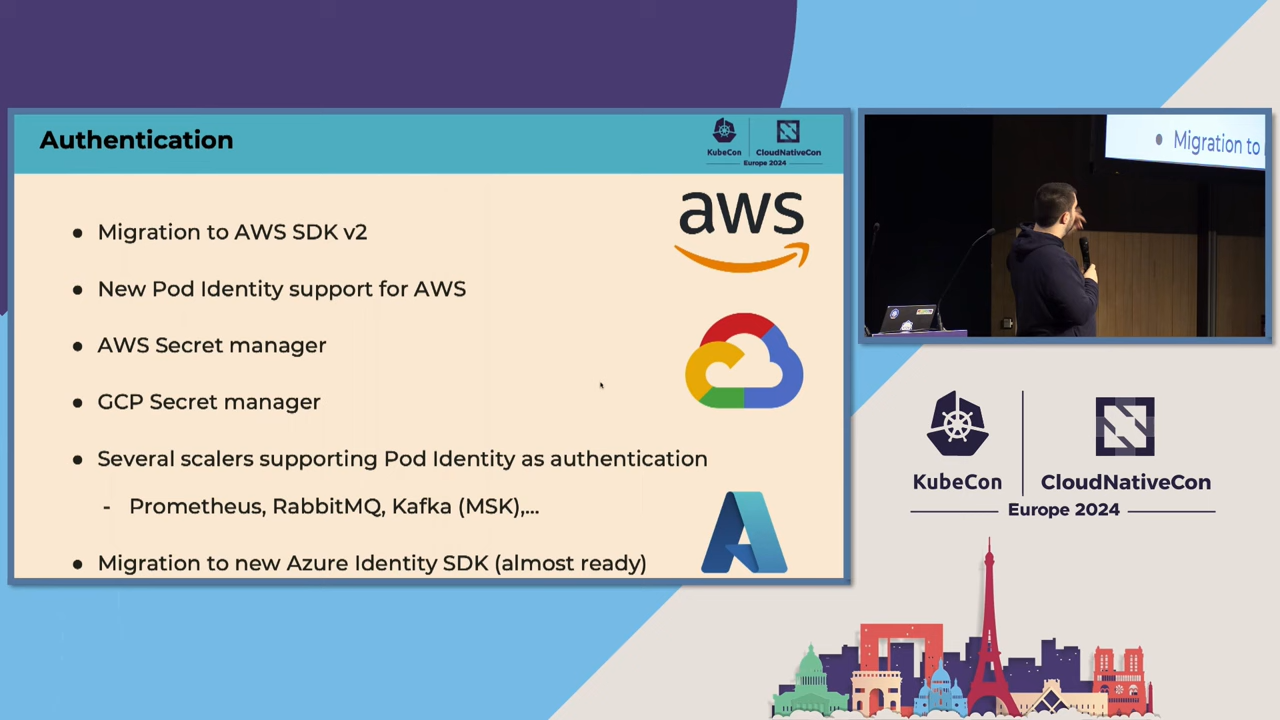 Authentication
KubeCon
CloudNativeCon
Europe 2024
● Migration to AWS SDK v2
● New Pod Identity support for AWS
● AWS Secret manager
● GCP Secret manager
● Several scalers supporting Pod Identity as authentication
- Prometheus, RabbitMQ, Kafka (MSK),...
● Migration to new Azure Identity SDK (almost ready)
aws
● Migration to
KubeCon
CloudNativeCon
Europe 2024